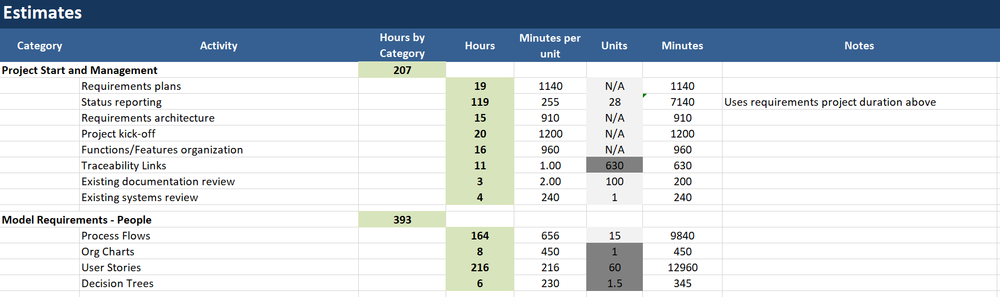 Estimates
Category Activity Hours by Category Hours Minutes per unit Units Minutes Notes
Project Start and Management 207
Requirements plans 19 1140 N/A 1140
Status reporting 119 255 28 7140 Uses requirements project duration above
Requirements architecture 15 910 N/A 910
Project kick-off 20 1200 N/A 1200
Functions/Features organization 16 960 N/A 960
Traceability Links 11 1.00 630 630
Existing documentation review 3 2.00 100 200
Existing systems review 4 240 1 240
Model Requirements - People 393
Process Flows 164 656 15 9840
Org Charts 8 450 1 450
User Stories 216 216 60 12960
Decision Trees 6 230 1.5 345